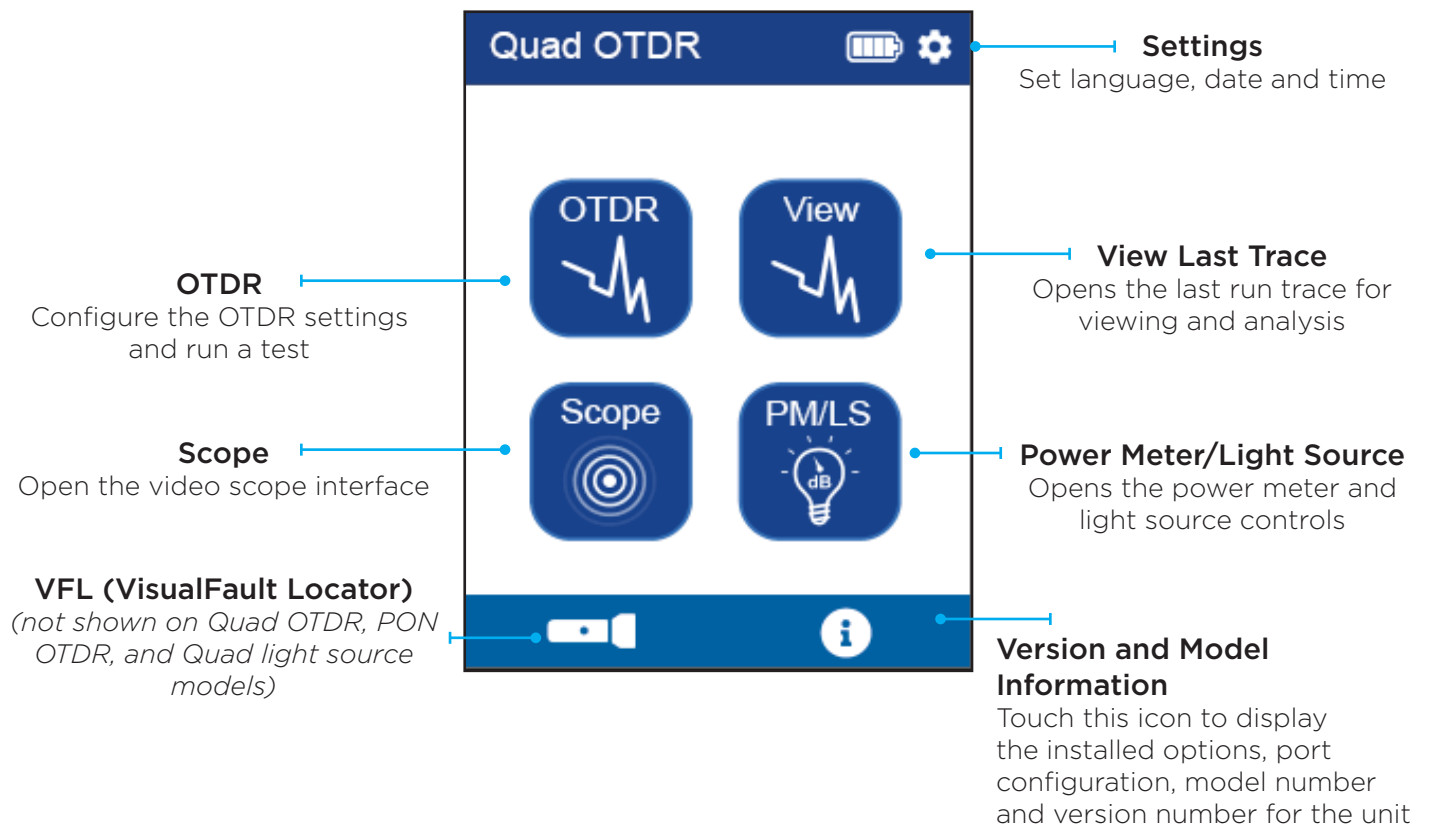 Quad OTDR
Settings
Set language, date and time
OTDR
View
OTDR
Configure the OTDR settings
and run a test
View Last Trace
Opens the last run trace for
viewing and analysis
Scope
PM/LS
dB
Scope
Open the video scope interface
Power Meter/Light Source
Opens the power meter and
light source controls
VFL (VisualFault Locator)
(not shown on Quad OTDR, PON
OTDR, and Quad light source
models)
i
Version and Model
Information
Touch this icon to display
the installed options, port
configuration, model number
and version number for the unit